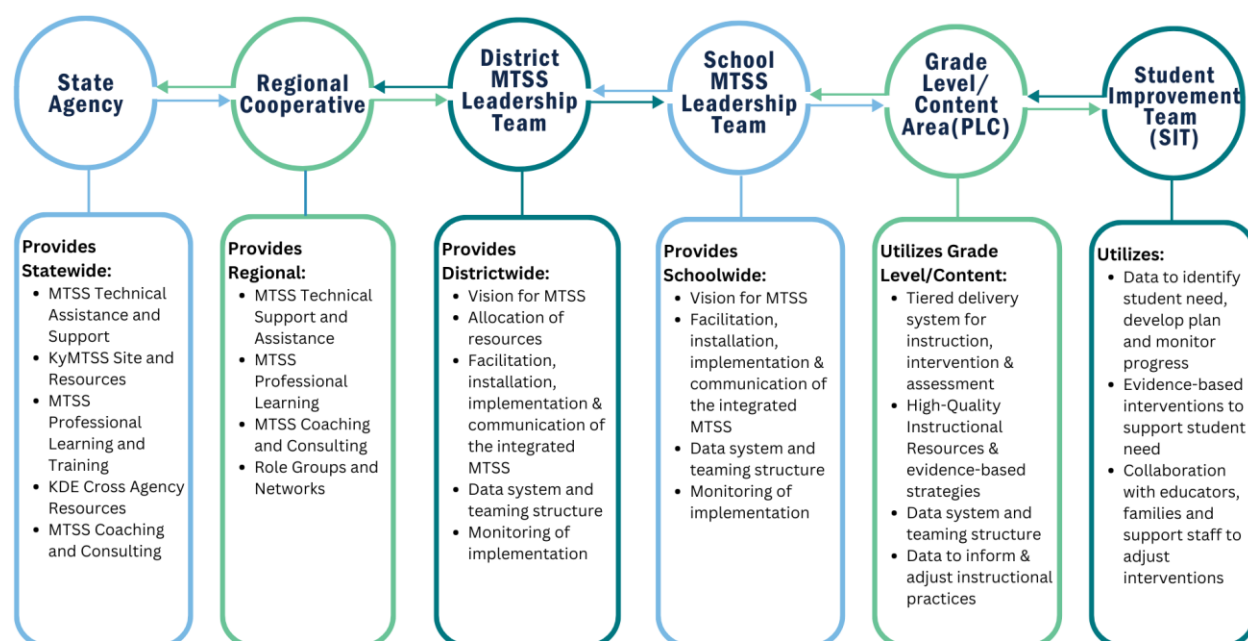 State
Agency
Regional
Cooperative
District
MTSS
Leadership
Team
School
MTSS
Leadership
Team
Grade
Level/
Content
Area(PLC)
Student
Improvement
Team
(SIT)
Provides
Statewide:
• MTSS Technical
Assistance and
Support
• KyMTSS Site and
Resources
• MTSS
Professional
Learning and
Training
• KDE Cross Agency
Resources
• MTSS Coaching
and Consulting
Provides
Regional:
• MTSS Technical
Support and
Assistance
• MTSS
Professional
Learning
• MTSS Coaching
and Consulting
• Role Groups and
Networks
Provides
Districtwide:
• Vision for MTSS
• Allocation of
resources
• Facilitation,
installation,
implementation &
communication of
the integrated
MTSS
• Data system and
teaming structure
• Monitoring of
implementation
Provides
Schoolwide:
• Vision for MTSS
• Facilitation,
installation,
implementation &
communication of
the integrated
MTSS
• Data system and
teaming structure
• Monitoring of
implementation
Utilizes Grade
Level/Content:
• Tiered delivery
system for
instruction,
intervention &
assessment
• High-Quality
Instructional
Resources &
evidence-based
strategies
• Data system and
teaming structure
• Data to inform &
adjust instructional
practices
Utilizes:
• Data to identify
student need,
develop plan
and monitor
progress
• Evidence-based
interventions to
support student
need
• Collaboration
with educators,
families and
support staff to
adjust
interventions